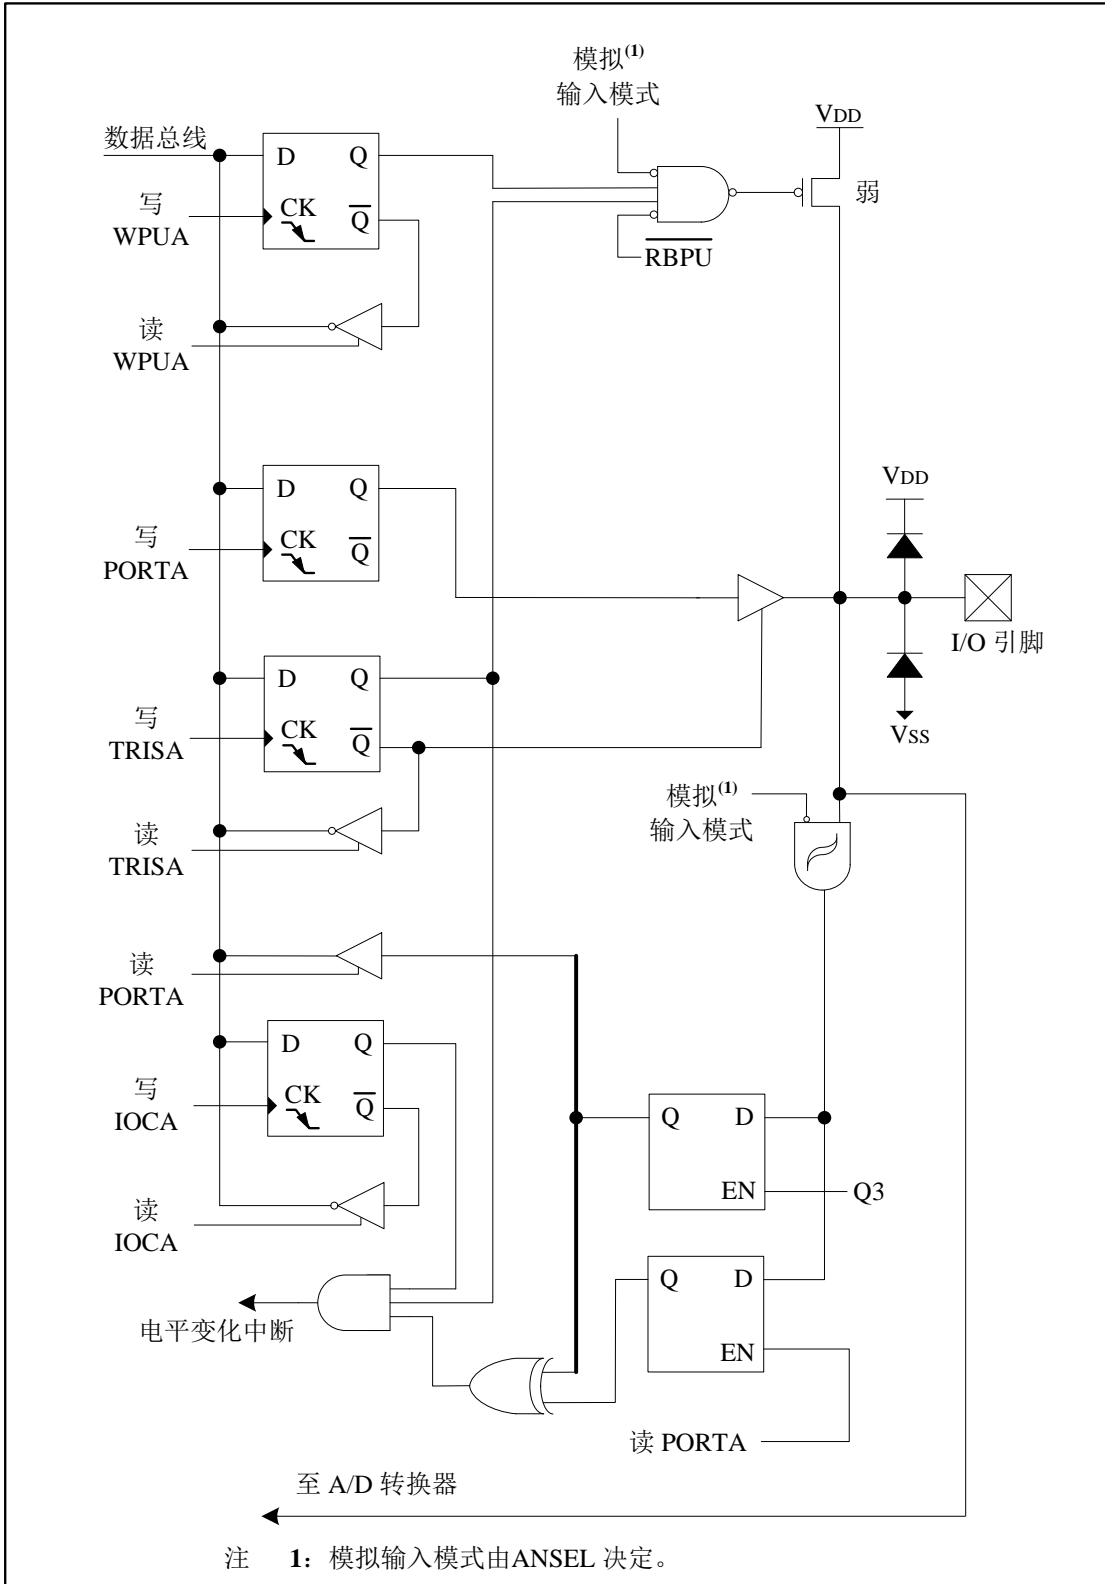 模拟(1)
输入模式
VDD
数据总线
D Q
弱
写
WPUA
CK Q
RBPU
读
WPUA
D Q
VDD
写
PORTA
CK Q
I/O 引脚
D Q
写
TRISA
CK Q
VSS
模拟(1)
输入模式
读
TRISA
读
PORTA
D Q
写
IOCA
CK Q
Q D
EN
Q3
读
IOCA
Q D
电平变化中断
EN
读 PORTA
至 A/D 转换器
注 1：模拟输入模式由ANSEL 决定。